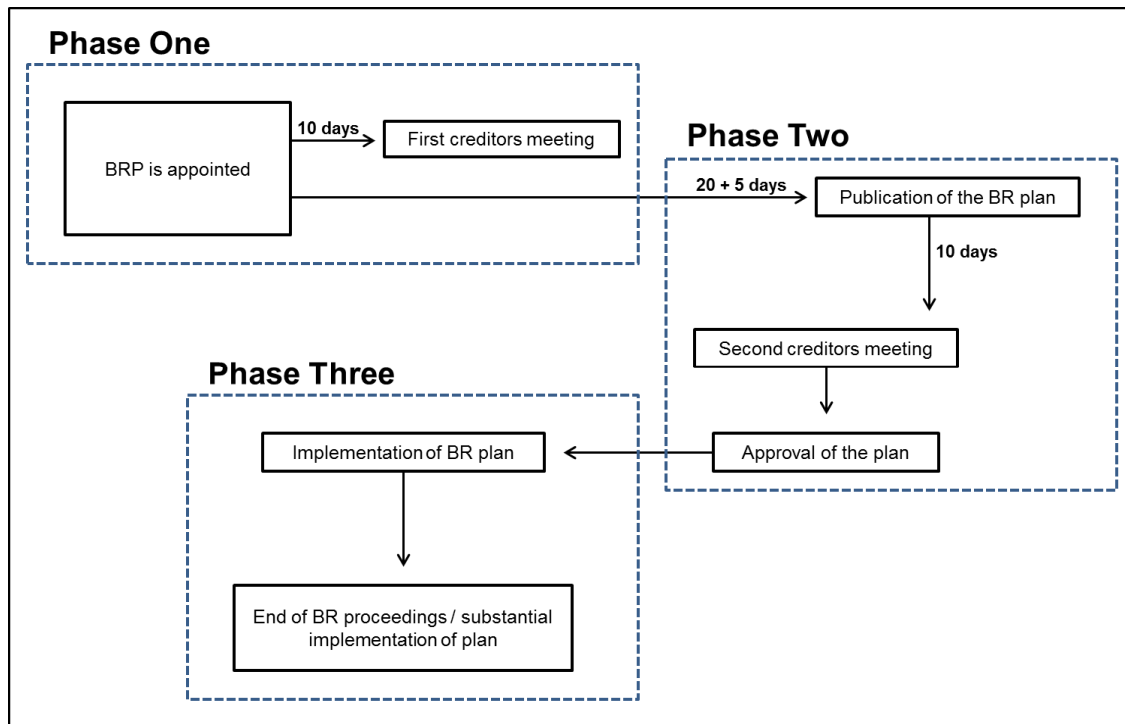 Phase One
BRP is appointed
10 days
First creditors meeting
Phase Two
20 + 5 days
Publication of the BR plan
10 days
Second creditors meeting
Approval of the plan
Phase Three
Implementation of BR plan
End of BR proceedings / substantial
implementation of plan